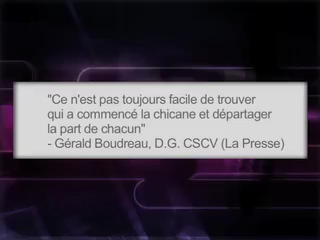 "Ce n'est pas toujours facile de trouver
qui a commencé la chicane et départager
la part de chacun"
- Gérald Boudreau, D.G. CSCV (La Presse)